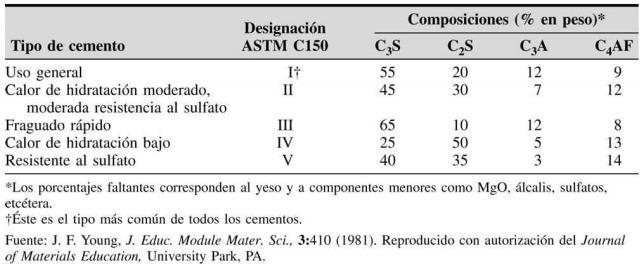 Composiciones (% en peso)*
Designación
Tipo de cemento ASTM C150 C₃S C₂S C₃A C₄AF
Uso general I† 55 20 12 9
Calor de hidratación moderado, II 45 30 7 12
moderada resistencia al sulfato
Fraguado rápido III 65 10 12 8
Calor de hidratación bajo IV 25 50 5 13
Resistente al sulfato V 40 35 3 14
*Los porcentajes faltantes corresponden al yeso y a componentes menores como MgO, álcalis, sulfatos,
etcétera.
†Éste es el tipo más común de todos los cementos.
Fuente: J. F. Young, J. Educ. Module Mater. Sci., 3:410 (1981). Reproducido con autorización del Journal
of Materials Education, University Park, PA.